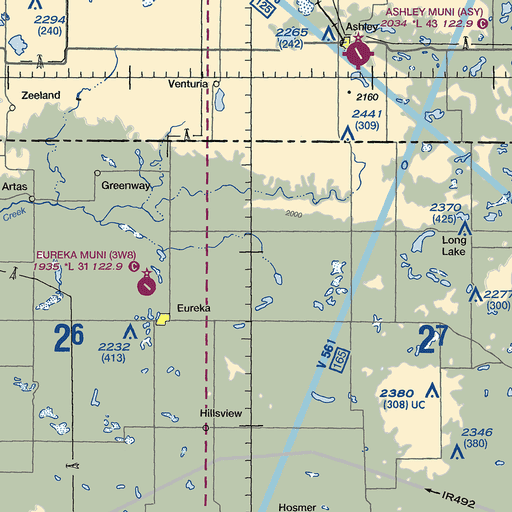 ASHLEY MUNI (ASY)
2034 *L 43 122.9 C
2294
(240)
125
2265
(242)
Ashley
Venturia
Zeeland
2160
2441
(309)
Artas
Greenway
Creek
2000
2370
(425)
Long
Lake
EUREKA MUNI (3W8)
1935 *L 31 122.9 C
2277
(300)
Eureka
26
2232
(413)
27
V 561
165
2380
(308) UC
Hillsview
2346
(380)
IR492
Hosmer